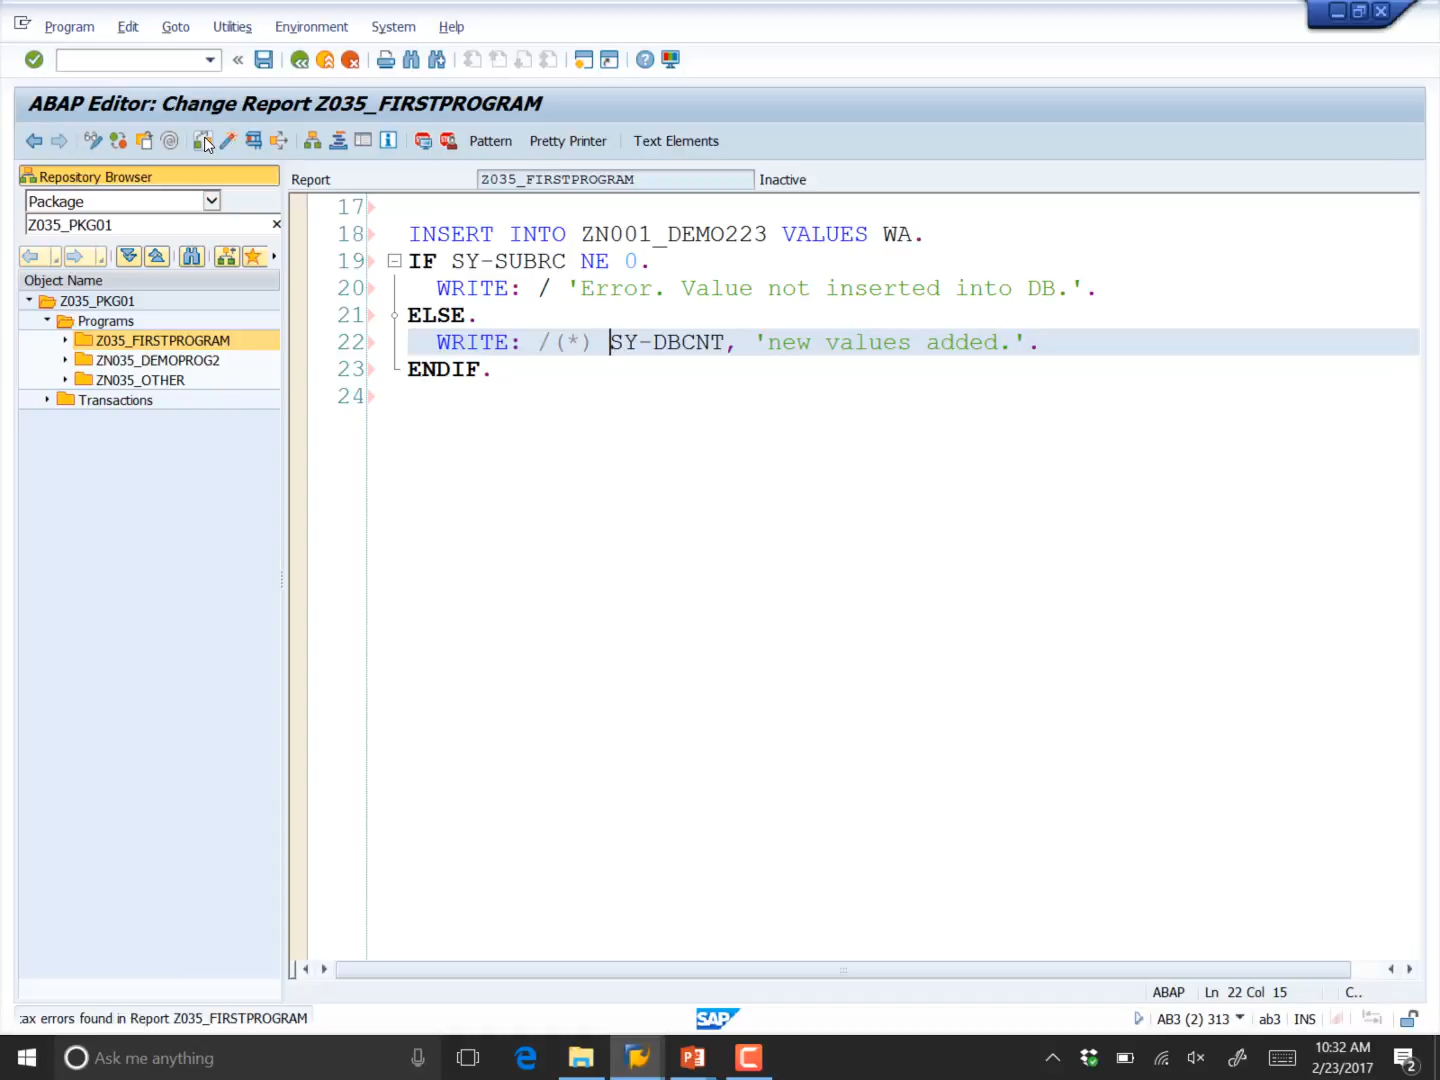 Program Edit Goto Utilities Environment System Help
ABAP Editor: Change Report Z035_FIRSTPROGRAM
Pattern Pretty Printer Text Elements
Repository Browser
Report Z035_FIRSTPROGRAM Inactive
Package
Z035_PKG01
Object Name
Z035_PKG01
Programs
Z035_FIRSTPROGRAM
ZN035_DEMOPROG2
ZN035_OTHER
Transactions
17
18 INSERT INTO ZN001_DEMO223 VALUES WA.
19 IF SY-SUBRC NE 0.
20 WRITE: / 'Error. Value not inserted into DB.'.
21 ELSE.
22 WRITE: /(*) SY-DBCNT, 'new values added.'.
23 ENDIF.
24
ABAP Ln 22 Col 15 C..
:ax errors found in Report Z035_FIRSTPROGRAM
SAP
AB3 (2) 313 ab3 INS
Ask me anything
10:32 AM
2/23/2017
2